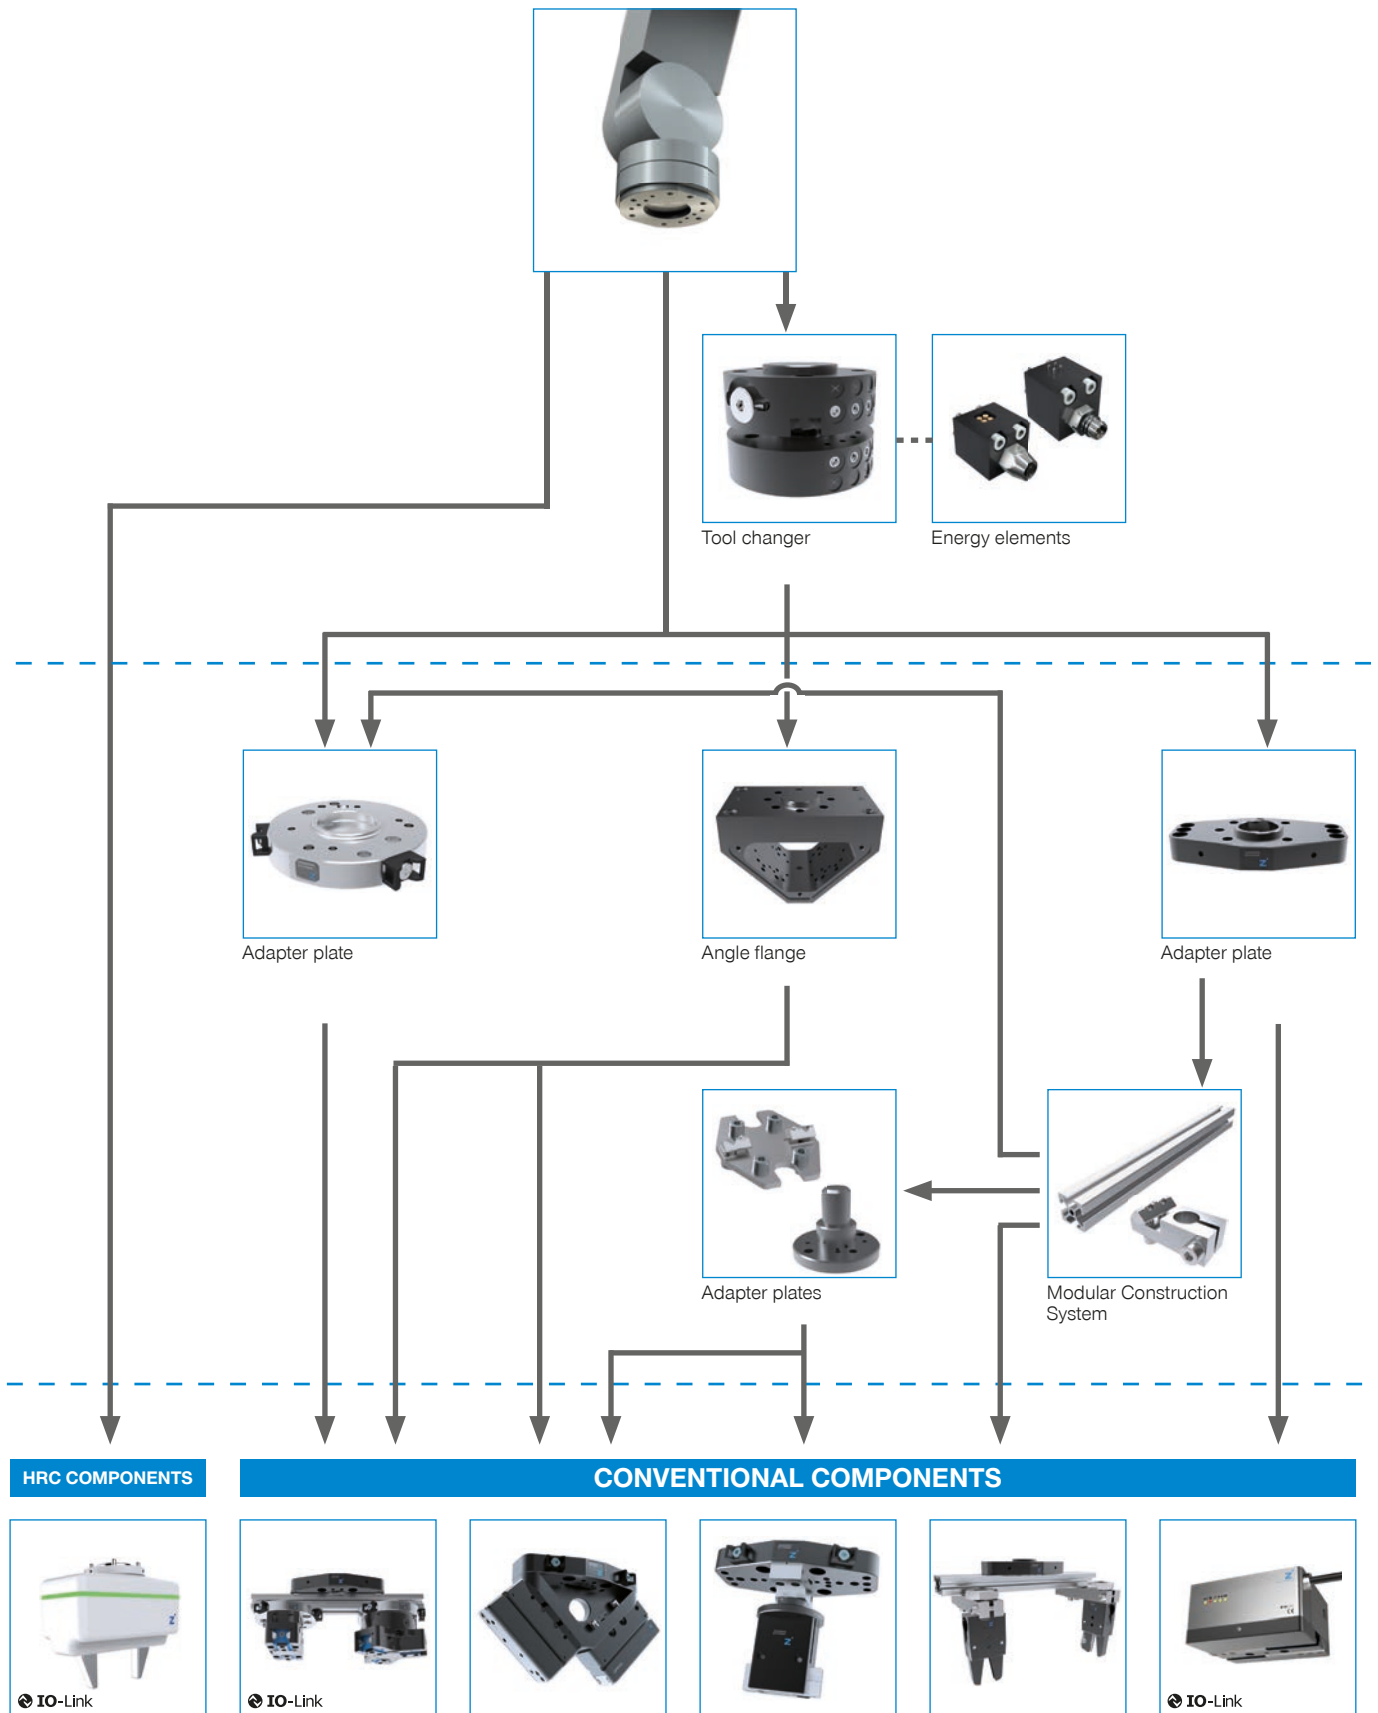 Tool changer
Energy elements
Adapter plate
Angle flange
Adapter plate
Adapter plates
Modular Construction
System
HRC COMPONENTS
CONVENTIONAL COMPONENTS
IO-Link
IO-Link
IO-Link